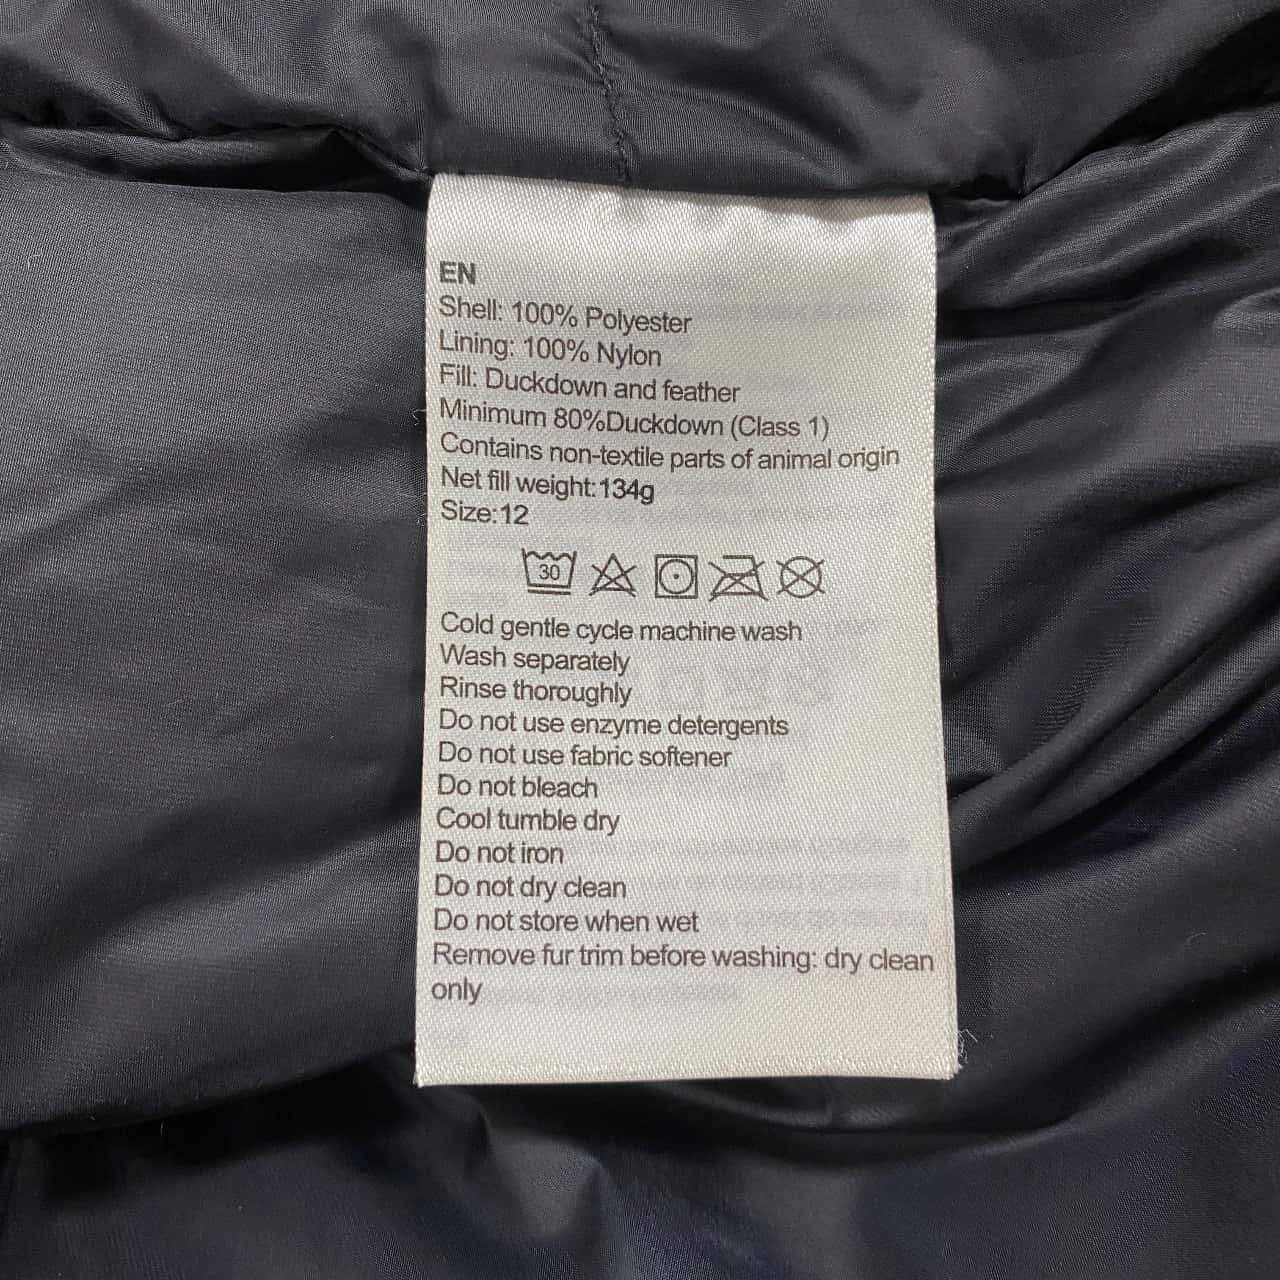 EN
Shell: 100% Polyester
Lining: 100% Nylon
Fill: Duckdown and feather
Minimum 80%Duckdown (Class 1)
Contains non-textile parts of animal origin
Net fill weight:134g
Size:12
30
Cold gentle cycle machine wash
Wash separately
Rinse thoroughly
Do not use enzyme detergents
Do not use fabric softener
Do not bleach
Cool tumble dry
Do not iron
Do not dry clean
Do not store when wet
Remove fur trim before washing: dry clean
only